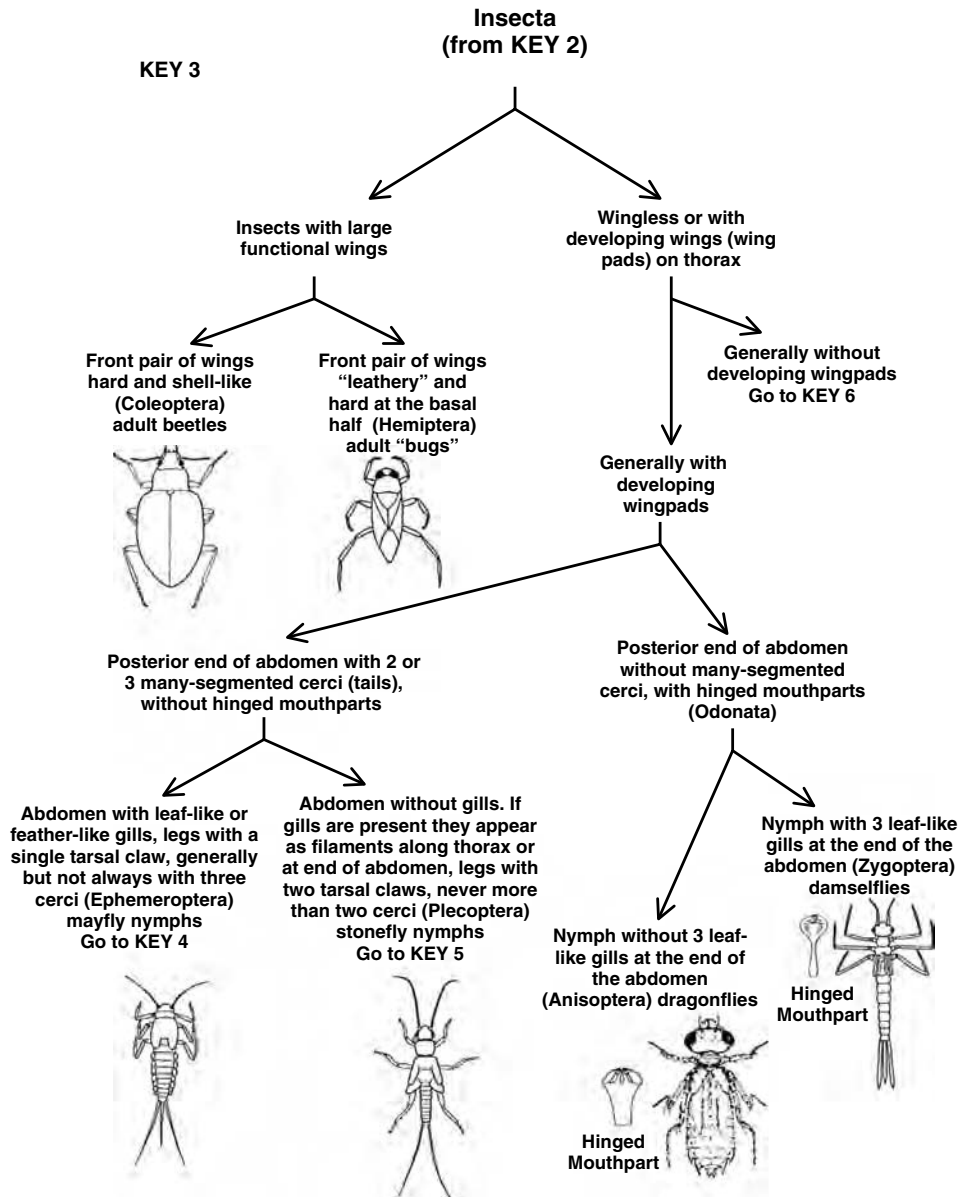 Insecta
(from KEY 2)
KEY 3
Insects with large
functional wings
Wingless or with
developing wings (wing
pads) on thorax
Front pair of wings
hard and shell-like
(Coleoptera)
adult beetles
Front pair of wings
“leathery” and
hard at the basal
half (Hemiptera)
adult “bugs”
Generally without
developing wingpads
Go to KEY 6
Generally with
developing
wingpads
Posterior end of abdomen with 2 or
3 many-segmented cerci (tails),
without hinged mouthparts
Posterior end of abdomen
without many-segmented
cerci, with hinged mouthparts
(Odonata)
Abdomen with leaf-like or
feather-like gills, legs with a
single tarsal claw, generally
but not always with three
cerci (Ephemeroptera)
mayfly nymphs
Go to KEY 4
Abdomen without gills. If
gills are present they appear
as filaments along thorax or
at end of abdomen, legs with
two tarsal claws, never more
than two cerci (Plecoptera)
stonefly nymphs
Go to KEY 5
Nymph without 3 leaf-
like gills at the end of
the abdomen
(Anisoptera) dragonflies
Hinged
Mouthpart
Nymph with 3 leaf-like
gills at the end of the
abdomen (Zygoptera)
damselflies
Hinged
Mouthpart